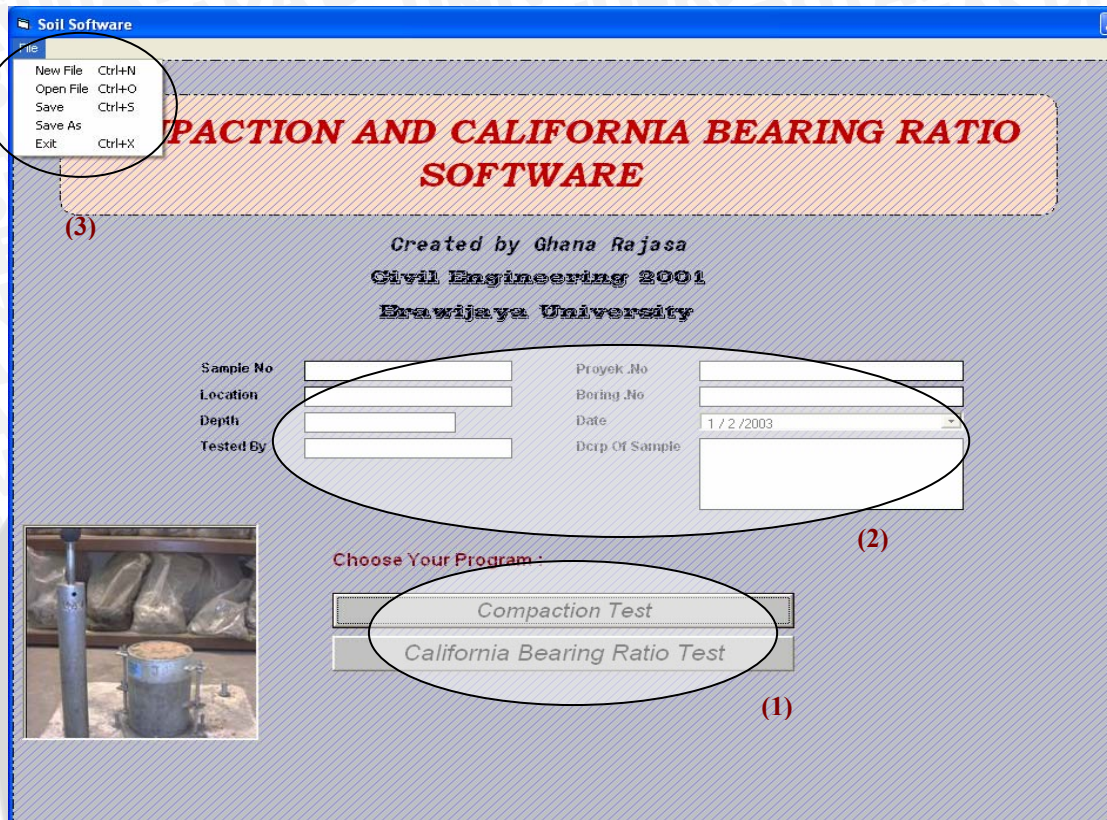 Soil Software
File
New File Ctrl+N
Open File Ctrl+O
Save Ctrl+S
Save As
Exit Ctrl+X
PACTION AND CALIFORNIA BEARING RATIO
SOFTWARE
(3)
Created by Ghana Rajasa
Civil Engineering 2001
Brawijaya University
Sample No
Proyek .No
Location
Boring .No
Depth
Date
1 / 2 /2003
Tested By
Dcrp Of Sample
(2)
Choose Your Program :
Compaction Test
California Bearing Ratio Test
(1)